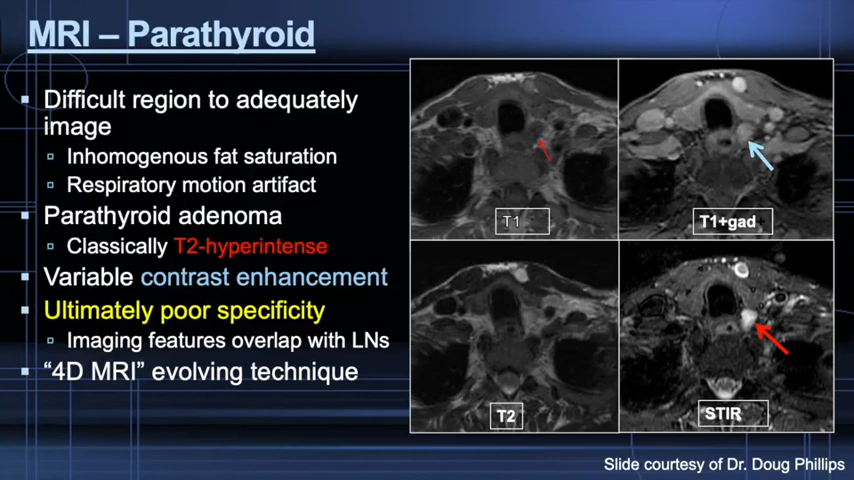 MRI – Parathyroid
Difficult region to adequately
image
Inhomogenous fat saturation
Respiratory motion artifact
Parathyroid adenoma
Classically T2-hyperintense
Variable contrast enhancement
Ultimately poor specificity
Imaging features overlap with LNs
“4D MRI” evolving technique
T1
T1+gad
T2
STIR
Slide courtesy of Dr. Doug Phillips